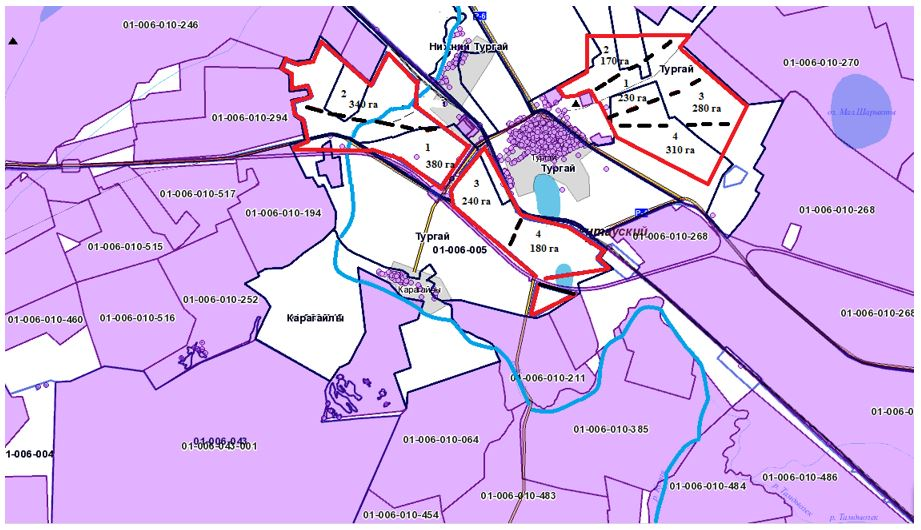 Р-6
01-006-010-246
Нижний Тургай
2
170 га
Тургай
01-006-010-270
1
230 га
2
340 га
3
280 га
оз. Мал.Шарыкты
01-006-010-294
4
310 га
1
380 га
Тургай
Тургай
3
240 га
01-006-010-517
01-006-010-194
01-006-010-268
4
180 га
01-006-010-268
Тургай
01-006-005
01-006-010-515
Карагайлы
01-006-010-252
01-006-010-460
01-006-010-516
Карагайлы
01-006-010-268
01-006-010-211
01-006-0
01-006-010-385
01-006-043
01-006-043-001
01-006-010-064
1-006-004
01-006-010-486
01-006-010-484
01-006-010-483
01-006-010-454